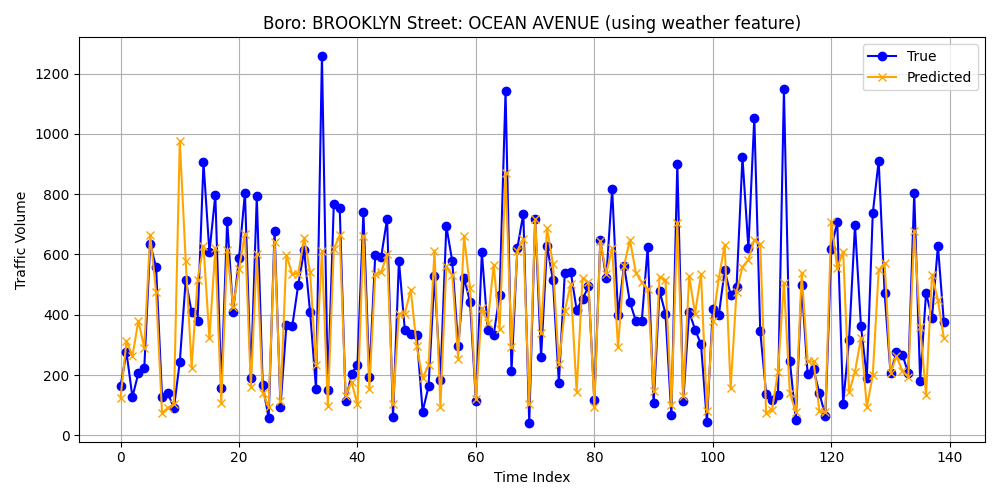 Boro: BROOKLYN Street: OCEAN AVENUE (using weather feature)
True
Predicted
Traffic Volume
1200
1000
800
600
400
200
0
0 20 40 60 80 100 120 140
Time Index